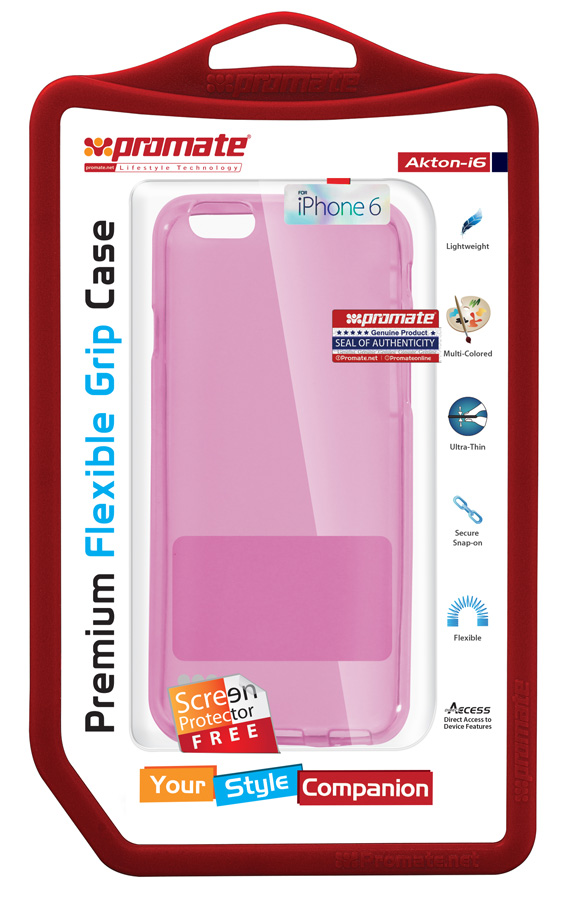 promate
promate
promate.net Lifestyle Technology
Akton-i6
Premium Flexible Grip Case
FOR
iPhone 6
Lightweight
promate
★★★★★ Genuine Product ★
SEAL OF AUTHENTICITY
Promate.net | Promateonline
Multi-Colored
Ultra-Thin
Secure
Snap-on
Flexible
Screen
Protector
FREE
Access
Direct Access to
Device Features
Your Style Companion
promate
Promate.net